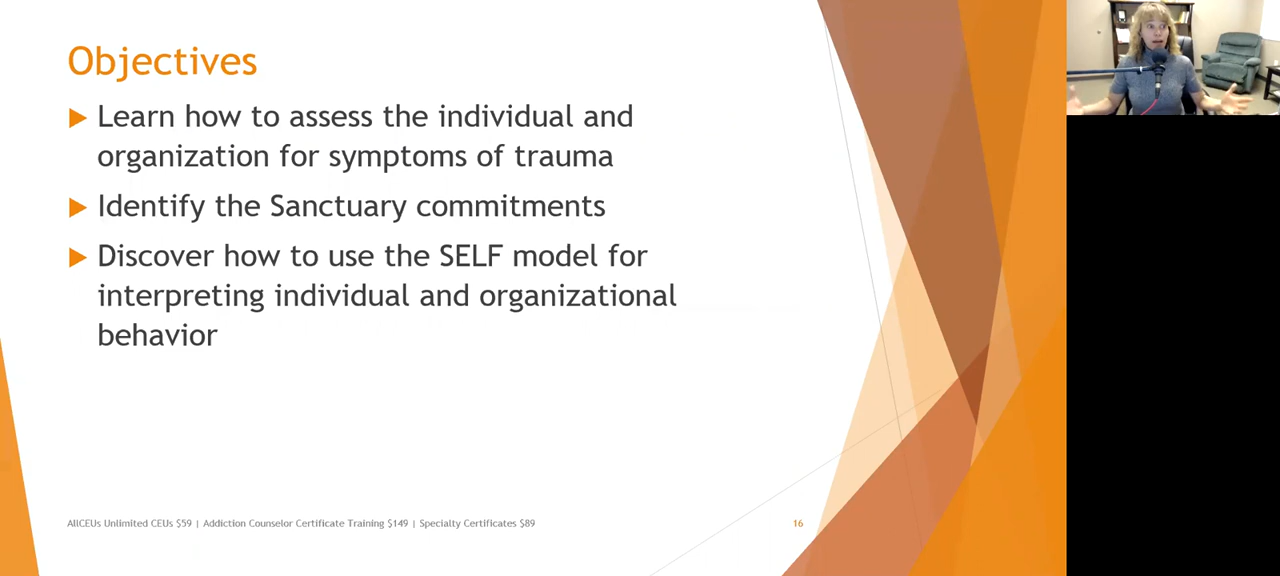 Objectives
Learn how to assess the individual and
organization for symptoms of trauma
Identify the Sanctuary commitments
Discover how to use the SELF model for
interpreting individual and organizational
behavior
AllCEUs Unlimited CEUs $59 | Addiction Counselor Certificate Training $149 | Specialty Certificates $89
16